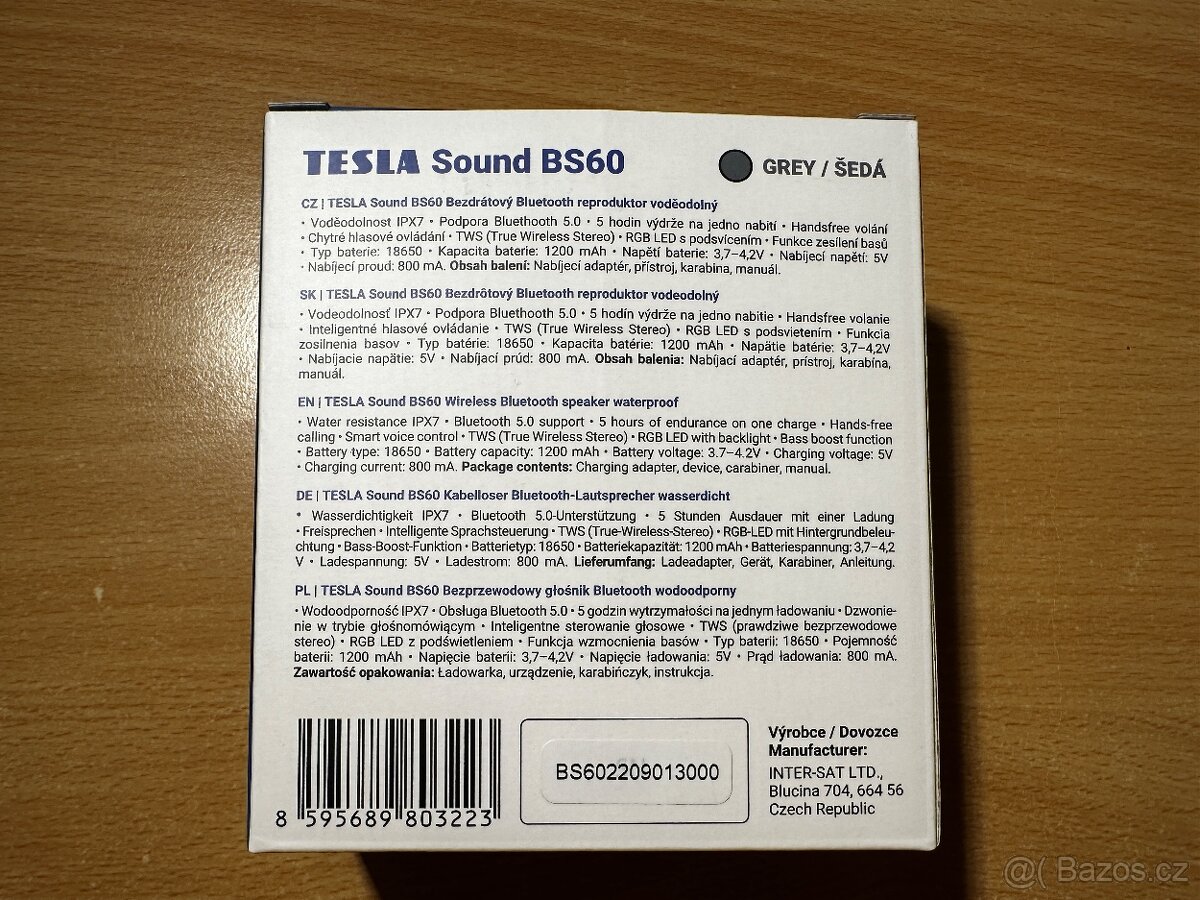 TESLA Sound BS60
GREY / ŠEDÁ
CZ | TESLA Sound BS60 Bezdrátový Bluetooth reproduktor voděodolný
• Voděodolnost IPX7 • Podpora Bluethooth 5.0 • 5 hodin výdrže na jedno nabití • Handsfree volání
• Chytré hlasové ovládání • TWS (True Wireless Stereo) • RGB LED s podsvícením • Funkce zesílení basů
• Typ baterie: 18650 • Kapacita baterie: 1200 mAh • Napětí baterie: 3,7–4,2V • Nabíjecí napětí: 5V
• Nabíjecí proud: 800 mA. Obsah balení: Nabíjecí adaptér, přístroj, karabina, manuál.
SK | TESLA Sound BS60 Bezdrôtový Bluetooth reproduktor vodeodolný
• Vodeodolnosť IPX7 • Podpora Bluethooth 5.0 • 5 hodín výdrže na jedno nabitie • Handsfree volanie
• Inteligentné hlasové ovládanie • TWS (True Wireless Stereo) • RGB LED s podsvietením • Funkcia
zosilnenia basov • Typ batérie: 18650 • Kapacita batérie: 1200 mAh • Napätie batérie: 3,7–4,2V
• Nabíjacie napätie: 5V • Nabíjací prúd: 800 mA. Obsah balenia: Nabíjací adaptér, prístroj, karabína,
manuál.
EN | TESLA Sound BS60 Wireless Bluetooth speaker waterproof
• Water resistance IPX7 • Bluetooth 5.0 support • 5 hours of endurance on one charge • Hands-free
calling • Smart voice control • TWS (True Wireless Stereo) • RGB LED with backlight • Bass boost function
• Battery type: 18650 • Battery capacity: 1200 mAh • Battery voltage: 3.7–4.2V • Charging voltage: 5V
• Charging current: 800 mA. Package contents: Charging adapter, device, carabiner, manual.
DE | TESLA Sound BS60 Kabelloser Bluetooth-Lautsprecher wasserdicht
* Wasserdichtigkeit IPX7 • Bluetooth 5.0-Unterstützung • 5 Stunden Ausdauer mit einer Ladung
• Freisprechen • Intelligente Sprachsteuerung • TWS (True-Wireless-Stereo) • RGB-LED mit Hintergrundbeleu-
chtung • Bass-Boost-Funktion • Batterietyp: 18650 • Batteriekapazität: 1200 mAh • Batteriespannung: 3,7–4,2
V • Ladespannung: 5V • Ladestrom: 800 mA. Lieferumfang: Ladeadapter, Gerät, Karabiner, Anleitung.
PL | TESLA Sound BS60 Bezprzewodowy głośnik Bluetooth wodoodporny
• Wodoodporność IPX7 • Obsługa Bluetooth 5.0 • 5 godzin wytrzymałości na jednym ładowaniu • Dzwonie-
nie w trybie głośnomówiącym • Inteligentne sterowanie głosowe • TWS (prawdziwe bezprzewodowe
stereo) • RGB LED z podświetleniem • Funkcja wzmocnienia basów • Typ baterii: 18650 • Pojemność
baterii: 1200 mAh • Napięcie baterii: 3,7–4,2V • Napięcie ładowania: 5V • Prąd ładowania: 800 mA.
Zawartość opakowania: Ładowarka, urządzenie, karabińczyk, instrukcja.
8 595689 803223
BS602209013000
Výrobce / Dovozce
Manufacturer:
INTER-SAT LTD.,
Blucina 704, 664 56
Czech Republic
@( Bazos.cz